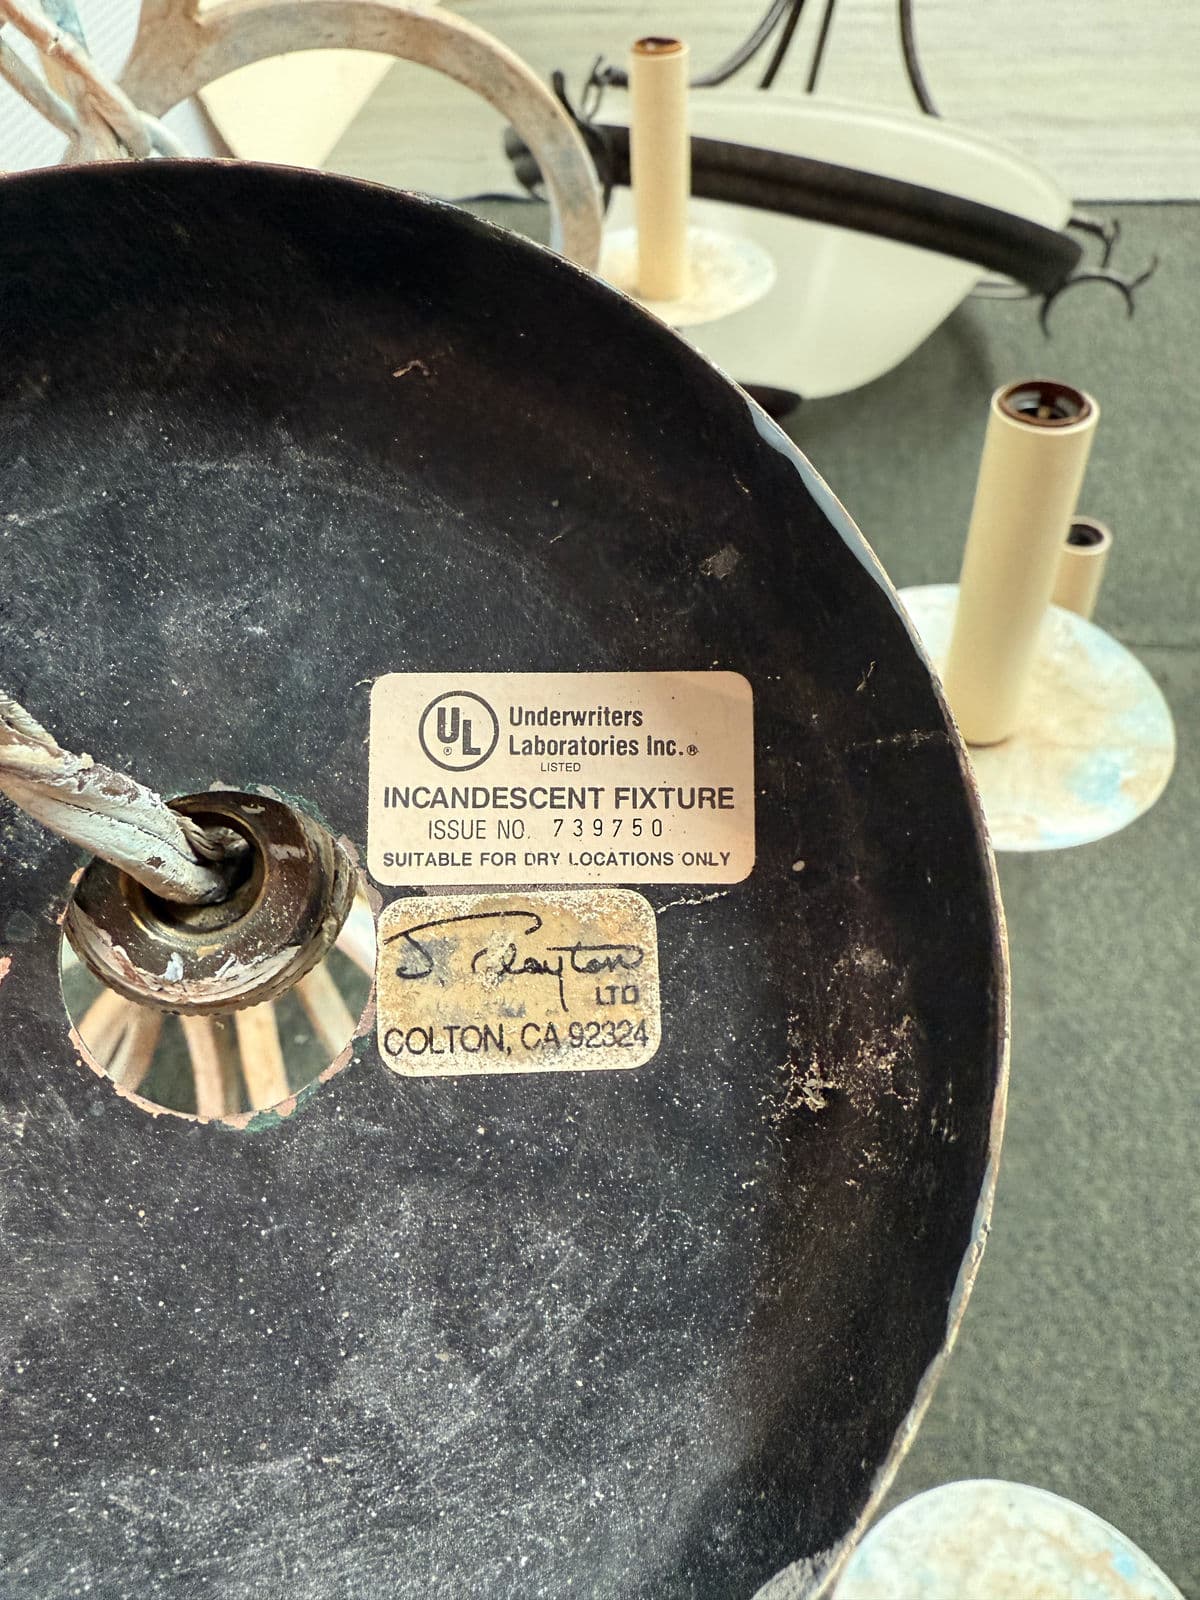 UL® Underwriters
Laboratories Inc.®
LISTED
INCANDESCENT FIXTURE
ISSUE NO. 739750
SUITABLE FOR DRY LOCATIONS ONLY
J. Clayton
LTD
COLTON, CA 92324